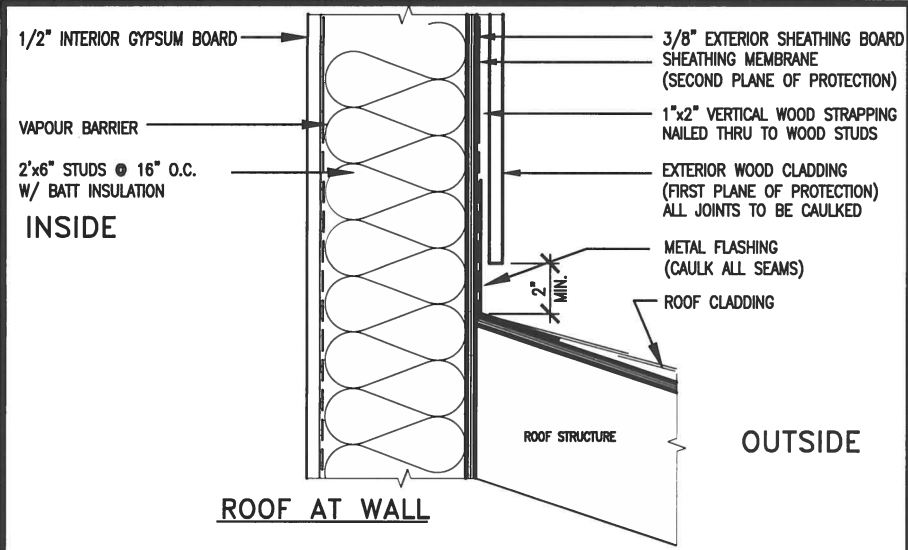 1/2" INTERIOR GYPSUM BOARD
VAPOUR BARRIER
2'x6" STUDS @ 16" O.C.
W/ BATT INSULATION
INSIDE
3/8" EXTERIOR SHEATHING BOARD
SHEATHING MEMBRANE
(SECOND PLANE OF PROTECTION)
1"x2" VERTICAL WOOD STRAPPING
NAILED THRU TO WOOD STUDS
EXTERIOR WOOD CLADDING
(FIRST PLANE OF PROTECTION)
ALL JOINTS TO BE CAULKED
METAL FLASHING
(CAULK ALL SEAMS)
2"
MIN.
ROOF CLADDING
ROOF STRUCTURE
OUTSIDE
ROOF AT WALL